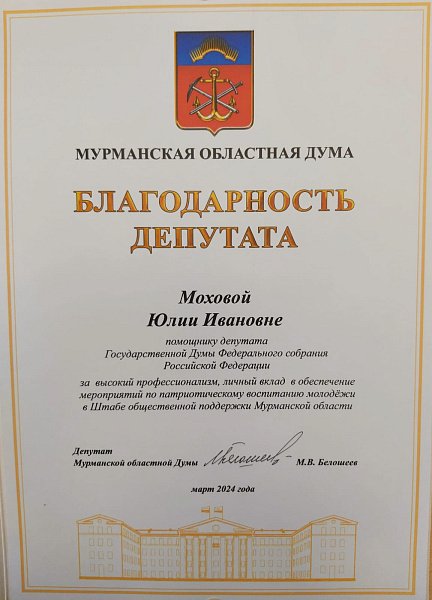 МУРМАНСКАЯ ОБЛАСТНАЯ ДУМА
БЛАГОДАРНОСТЬ
ДЕПУТАТА
Моховой
Юлии Ивановне
помощнику депутата
Государственной Думы Федерального собрания
Российской Федерации
за высокий профессионализм, личный вклад в обеспечение
мероприятий по патриотическому воспитанию молодёжи
в Штабе общественной поддержки Мурманской области
Депутат
Мурманской областной Думы
М.В. Белошеев
март 2024 года